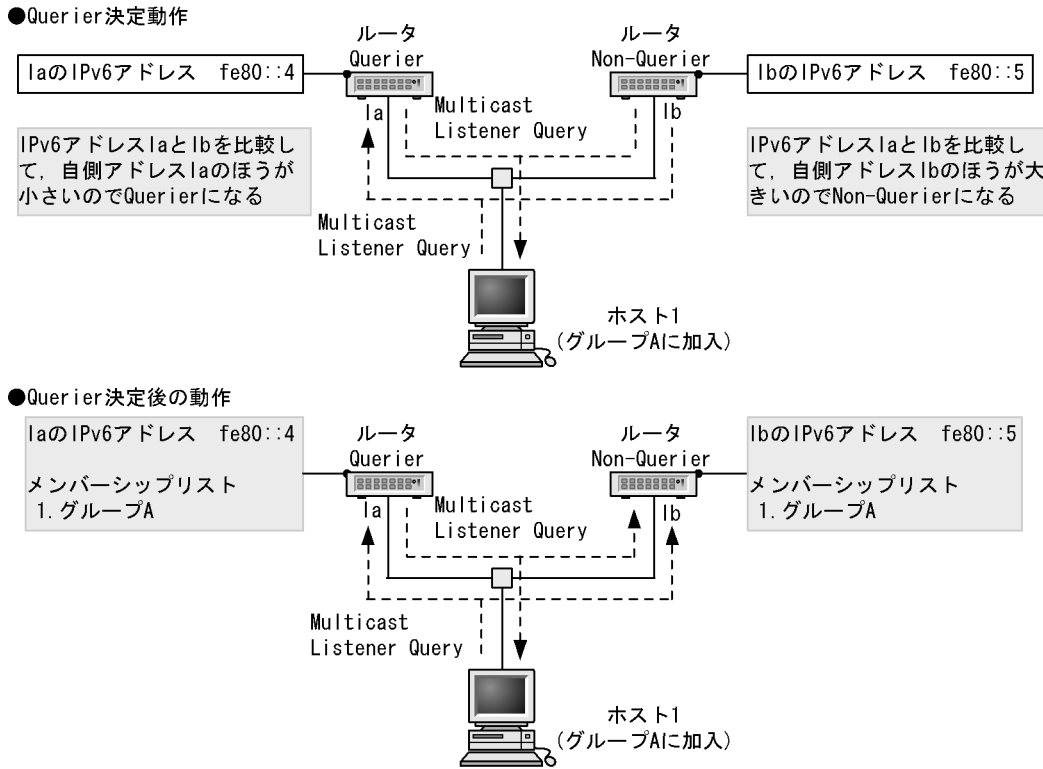 ●Querier決定動作
ルータ
Querier
ルータ
Non-Querier
IaのIPv6アドレス fe80::4
IbのIPv6アドレス fe80::5
Ia
Multicast
Listener Query
Ib
IPv6アドレスIaとIbを比較し
て，自側アドレスIaのほうが
小さいのでQuerierになる
IPv6アドレスIaとIbを比較し
て，自側アドレスIbのほうが大
きいのでNon-Querierになる
Multicast
Listener Query
ホスト1
(グループAに加入)
●Querier決定後の動作
IaのIPv6アドレス fe80::4
メンバーシップリスト
1. グループA
ルータ
Querier
ルータ
Non-Querier
IbのIPv6アドレス fe80::5
メンバーシップリスト
1. グループA
Ia
Multicast
Listener Query
Ib
Multicast
Listener Query
ホスト1
(グループAに加入)